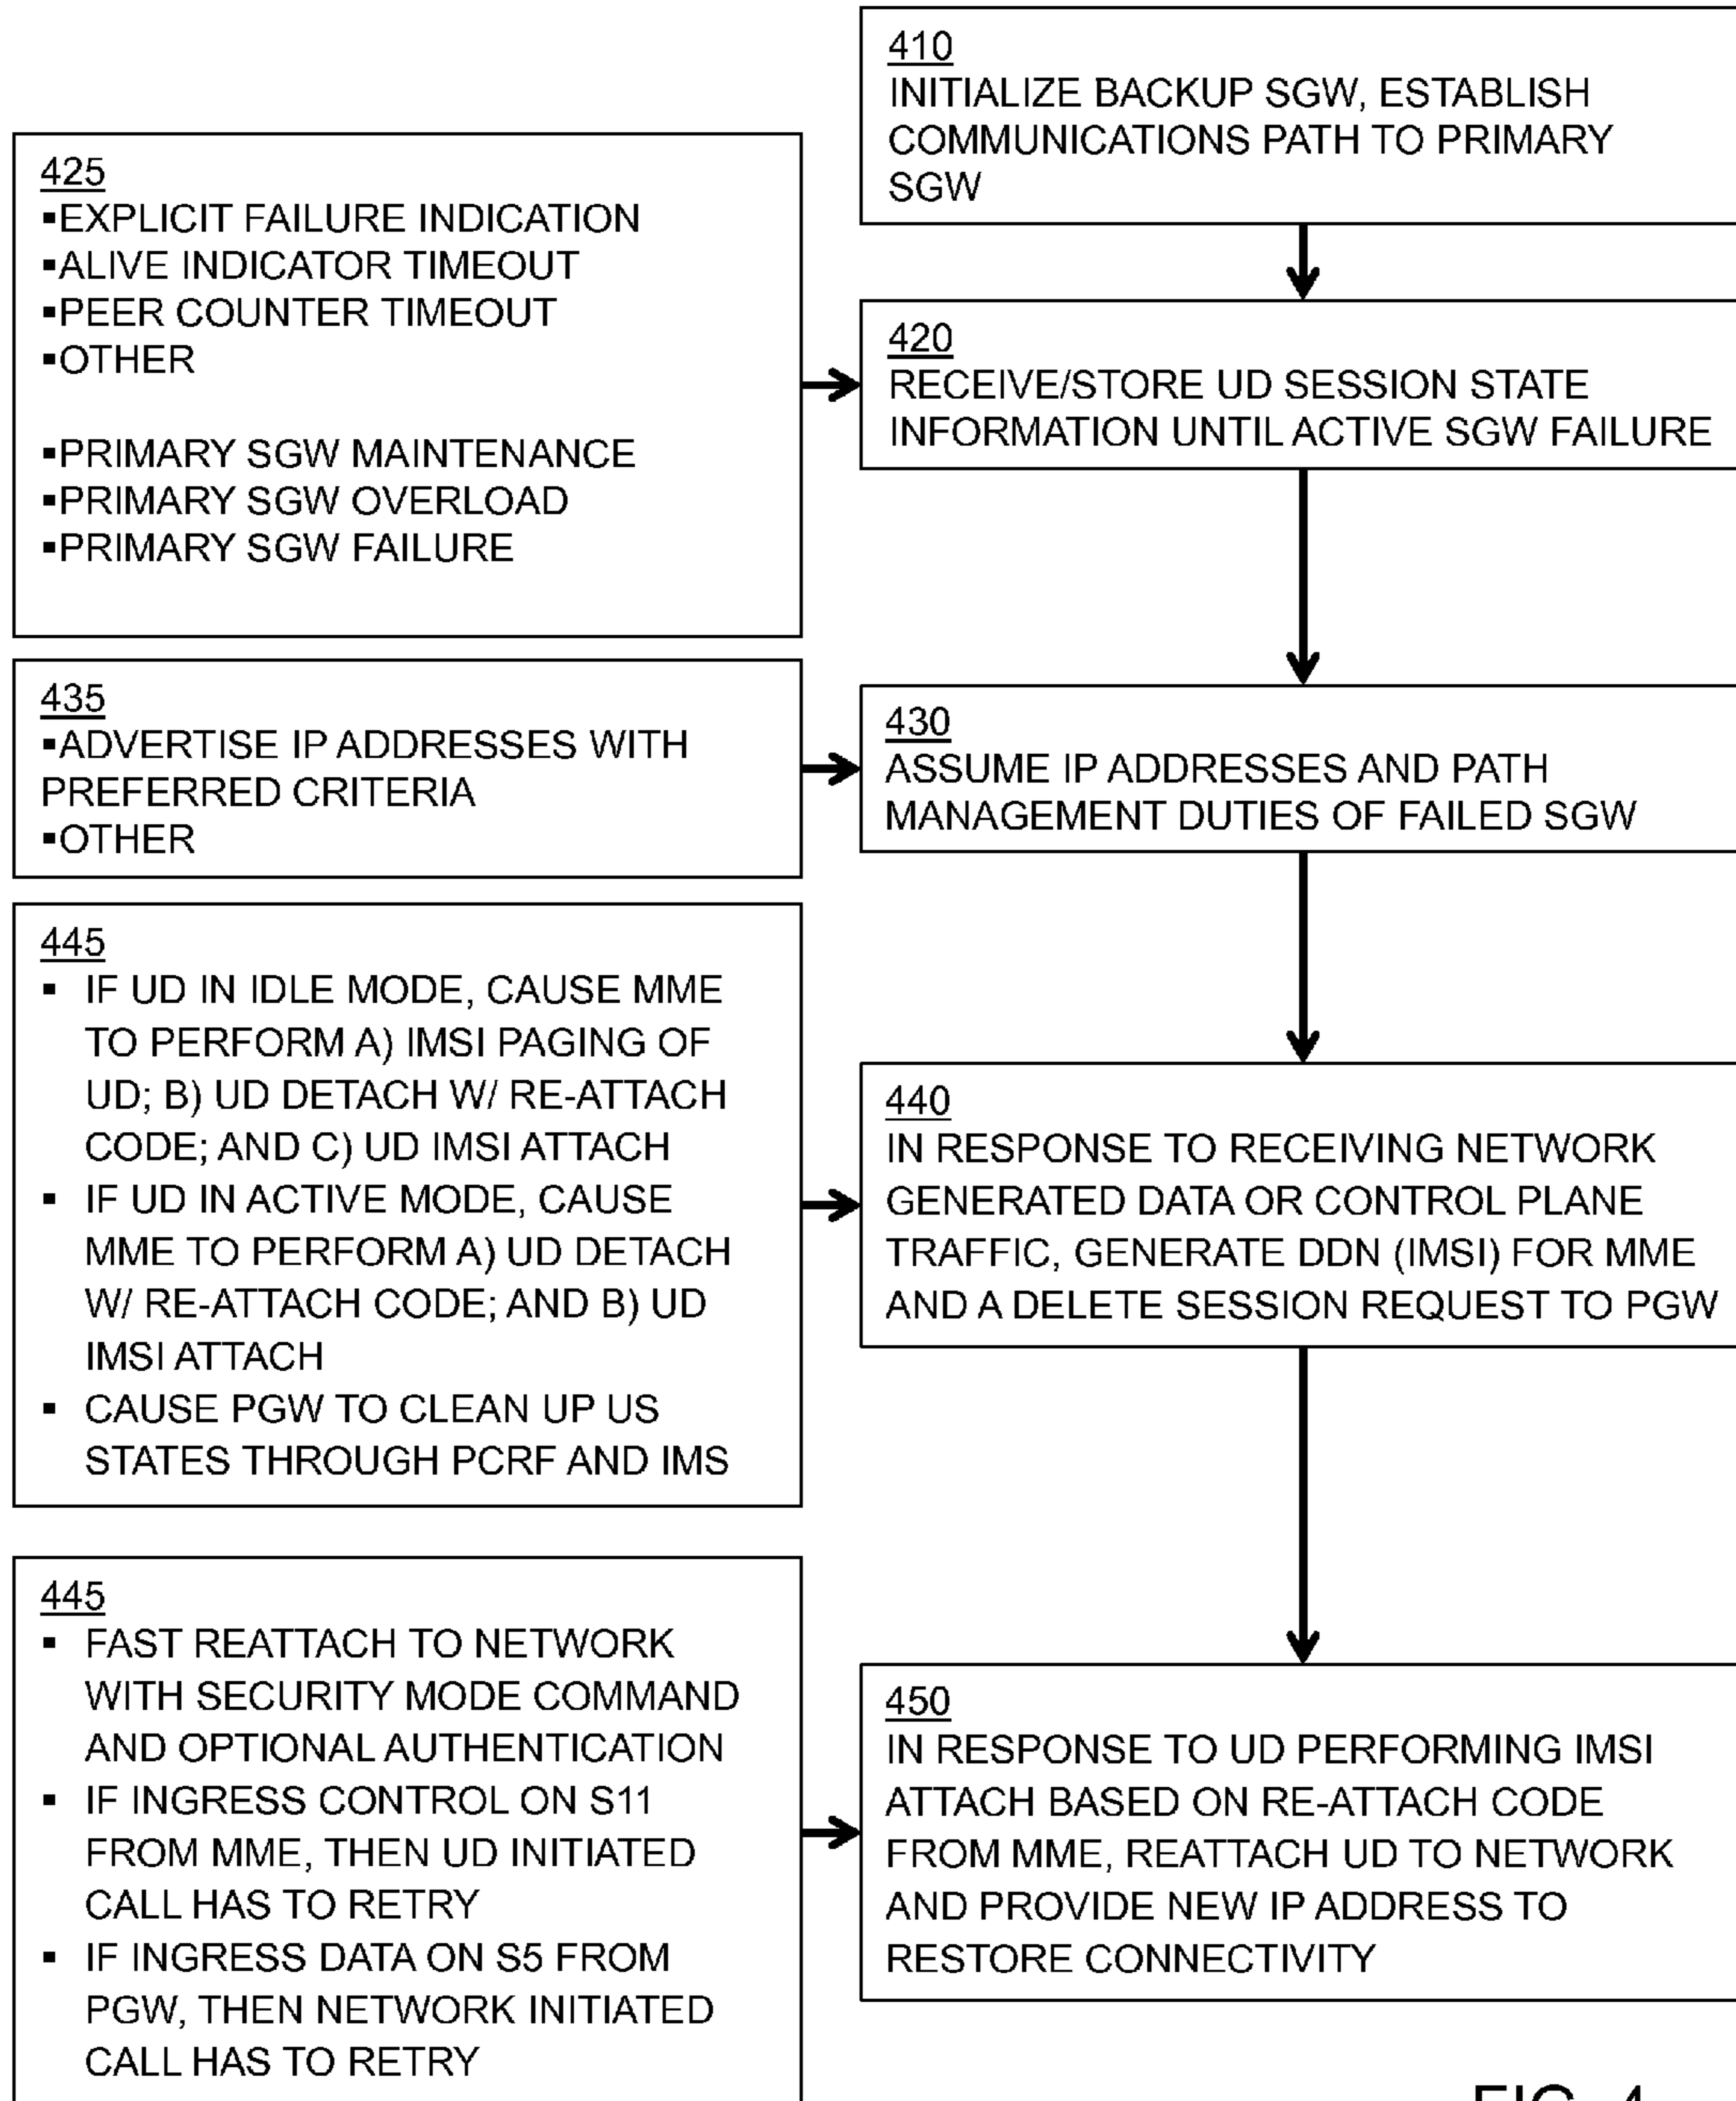 410
INITIALIZE BACKUP SGW, ESTABLISH
COMMUNICATIONS PATH TO PRIMARY
SGW
425
▪EXPLICIT FAILURE INDICATION
▪ALIVE INDICATOR TIMEOUT
▪PEER COUNTER TIMEOUT
▪OTHER
▪PRIMARY SGW MAINTENANCE
▪PRIMARY SGW OVERLOAD
▪PRIMARY SGW FAILURE
420
RECEIVE/STORE UD SESSION STATE
INFORMATION UNTIL ACTIVE SGW FAILURE
435
▪ADVERTISE IP ADDRESSES WITH
PREFERRED CRITERIA
▪OTHER
430
ASSUME IP ADDRESSES AND PATH
MANAGEMENT DUTIES OF FAILED SGW
445
▪ IF UD IN IDLE MODE, CAUSE MME
TO PERFORM A) IMSI PAGING OF
UD; B) UD DETACH W/ RE-ATTACH
CODE; AND C) UD IMSI ATTACH
▪ IF UD IN ACTIVE MODE, CAUSE
MME TO PERFORM A) UD DETACH
W/ RE-ATTACH CODE; AND B) UD
IMSI ATTACH
▪ CAUSE PGW TO CLEAN UP US
STATES THROUGH PCRF AND IMS
440
IN RESPONSE TO RECEIVING NETWORK
GENERATED DATA OR CONTROL PLANE
TRAFFIC, GENERATE DDN (IMSI) FOR MME
AND A DELETE SESSION REQUEST TO PGW
445
▪ FAST REATTACH TO NETWORK
WITH SECURITY MODE COMMAND
AND OPTIONAL AUTHENTICATION
▪ IF INGRESS CONTROL ON S11
FROM MME, THEN UD INITIATED
CALL HAS TO RETRY
▪ IF INGRESS DATA ON S5 FROM
PGW, THEN NETWORK INITIATED
CALL HAS TO RETRY
450
IN RESPONSE TO UD PERFORMING IMSI
ATTACH BASED ON RE-ATTACH CODE
FROM MME, REATTACH UD TO NETWORK
AND PROVIDE NEW IP ADDRESS TO
RESTORE CONNECTIVITY
FIG. 4